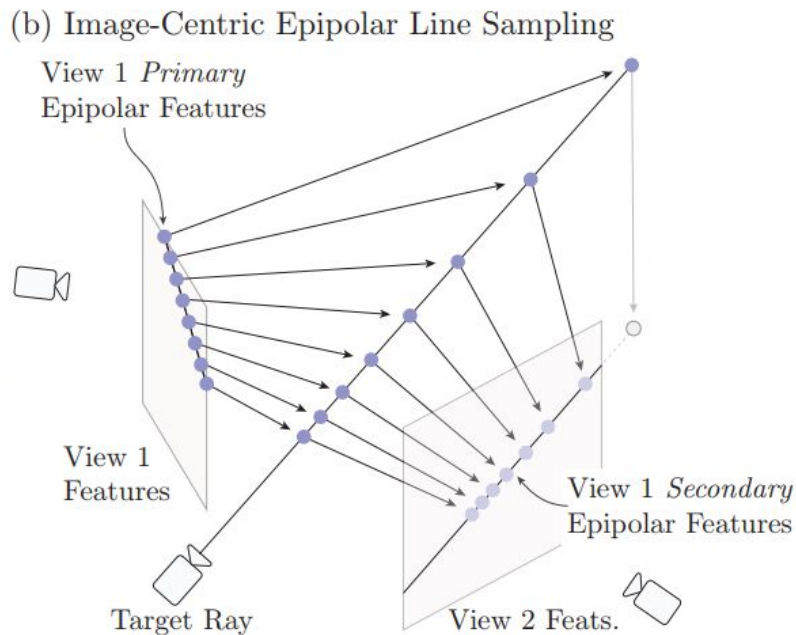 (b) Image-Centric Epipolar Line Sampling
View 1 Primary
Epipolar Features
View 1
Features
View 1 Secondary
Epipolar Features
Target Ray
View 2 Feats.